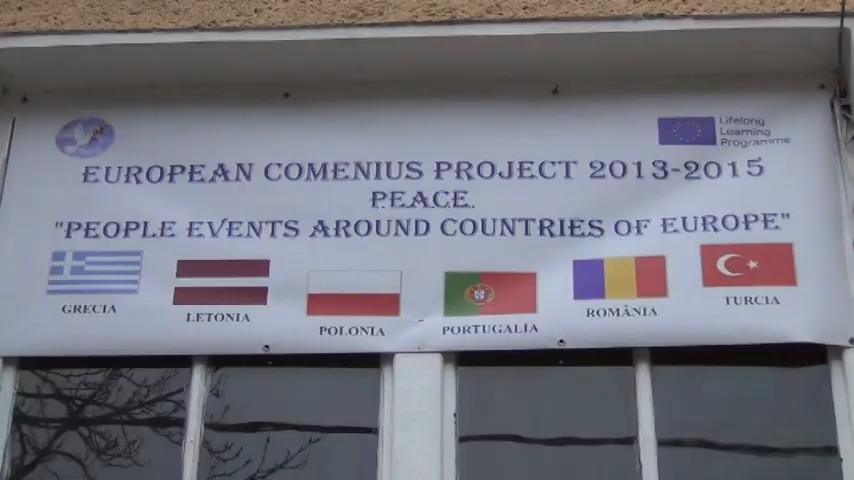 Lifelong
Learning
Programme
EUROPEAN COMENIUS PROJECT 2013-2015
P.E.A.C.E.
"PEOPLE EVENTS AROUND COUNTRIES OF EUROPE"
GRECIA
LETONIA
POLONIA
PORTUGALIA
ROMÂNIA
TURCIA